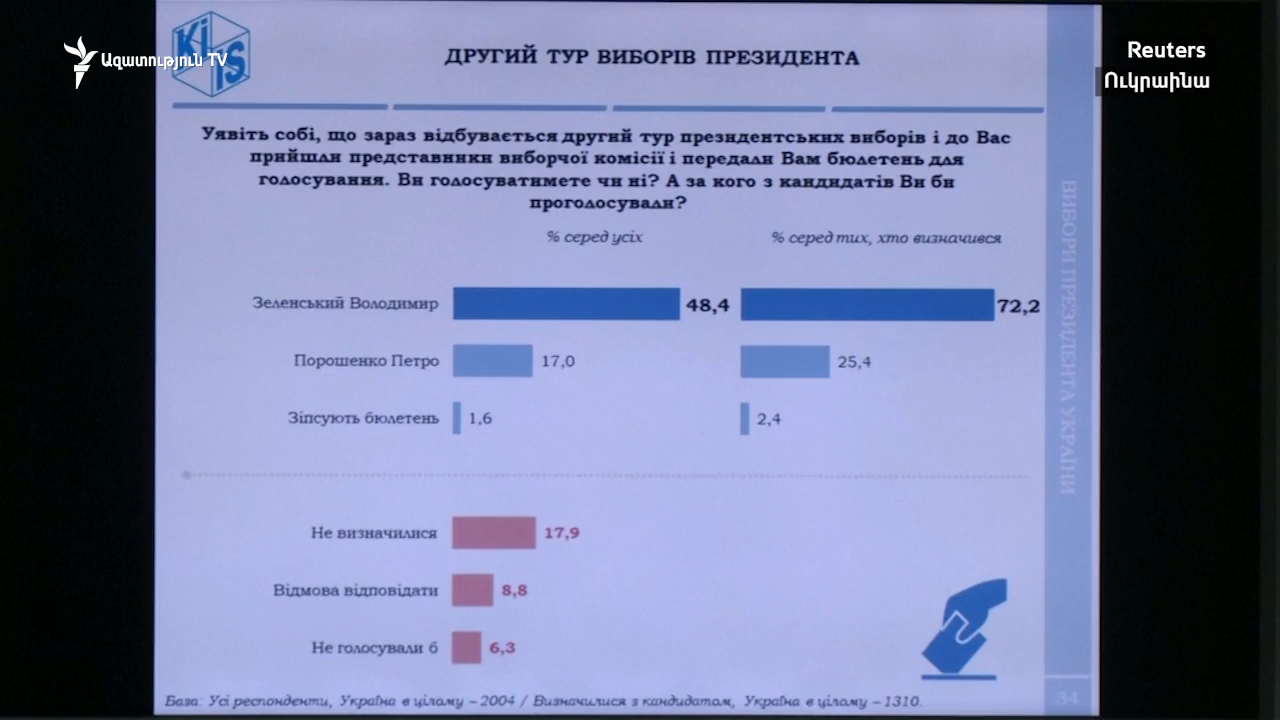 KIIS
Ազատություն TV
ДРУГИЙ ТУР ВИБОРІВ ПРЕЗИДЕНТА
Reuters
Ուկրաինա
Уявіть собі, що зараз відбувається другий тур президентських виборів і до Вас
прийшли представники виборчої комісії і передали Вам бюлетень для
голосування. Ви голосуватимете чи ні? А за кого з кандидатів Ви би
проголосували?
% серед усіх
% серед тих, хто визначився
Зеленський Володимир 48,4 72,2
Порошенко Петро 17,0 25,4
Зіпсують бюлетень 1,6 2,4
Не визначилися 17,9
Відмова відповідати 8,8
Не голосували б 6,3
ВИБОРИ ПРЕЗИДЕНТА УКРАЇНИ
База: Усі респонденти, Україна в цілому – 2004 / Визначилися з кандидатом, Україна в цілому – 1310.
34